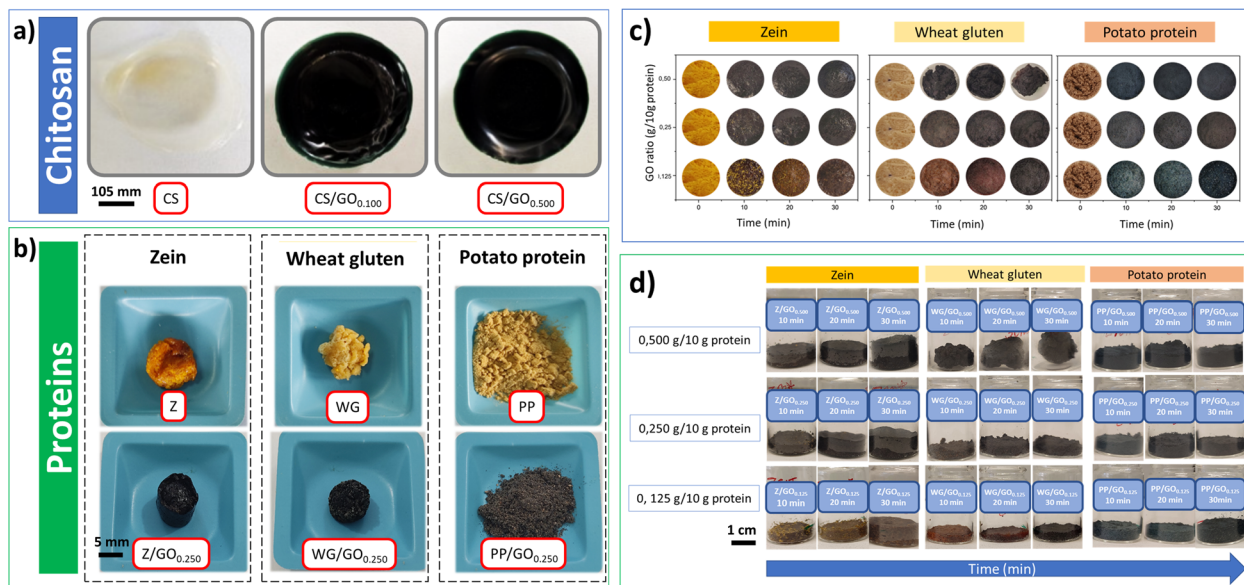 a)
Chitosan
105 mm
CS
CS/GO0.100
CS/GO0.500
b)
Proteins
Zein
Wheat gluten
Potato protein
Z
WG
PP
5 mm
Z/GO0.250
WG/GO0.250
PP/GO0.250
c)
Zein
Wheat gluten
Potato protein
GO ratio (g/10g protein)
0,50
0,25
),125
0 10 20 30
0 10 20 30
0 10 20 30
Time (min)
Time (min)
Time (min)
d)
Zein
Wheat gluten
Potato protein
0,500 g/10 g protein
Z/GO0.500 10 min
Z/GO0.500 20 min
Z/GO0.500 30 min
WG/GO0.500 10 min
WG/GO0.500 20 min
WG/GO0.500 30 min
PP/GO0.500 10 min
PP/GO0.500 20 min
PP/GO0.500 30 min
0,250 g/10 g protein
Z/GO0.250 10 min
Z/GO0.250 20 min
Z/GO0.250 30 min
WG/GO0.250 10 min
WG/GO0.250 20 min
WG/GO0.250 30 min
PP/GO0.250 10 min
PP/GO0.250 20 min
PP/GO0.250 30 min
0, 125 g/10 g protein
Z/GO0.125 10 min
Z/GO0.125 20 min
Z/GO0.125 30 min
WG/GO0.125 10 min
WG/GO0.125 20 min
WG/GO0.125 30 min
PP/GO0.125 10 min
PP/GO0.125 20 min
PP/GO0.125 30min
1 cm
Time (min)